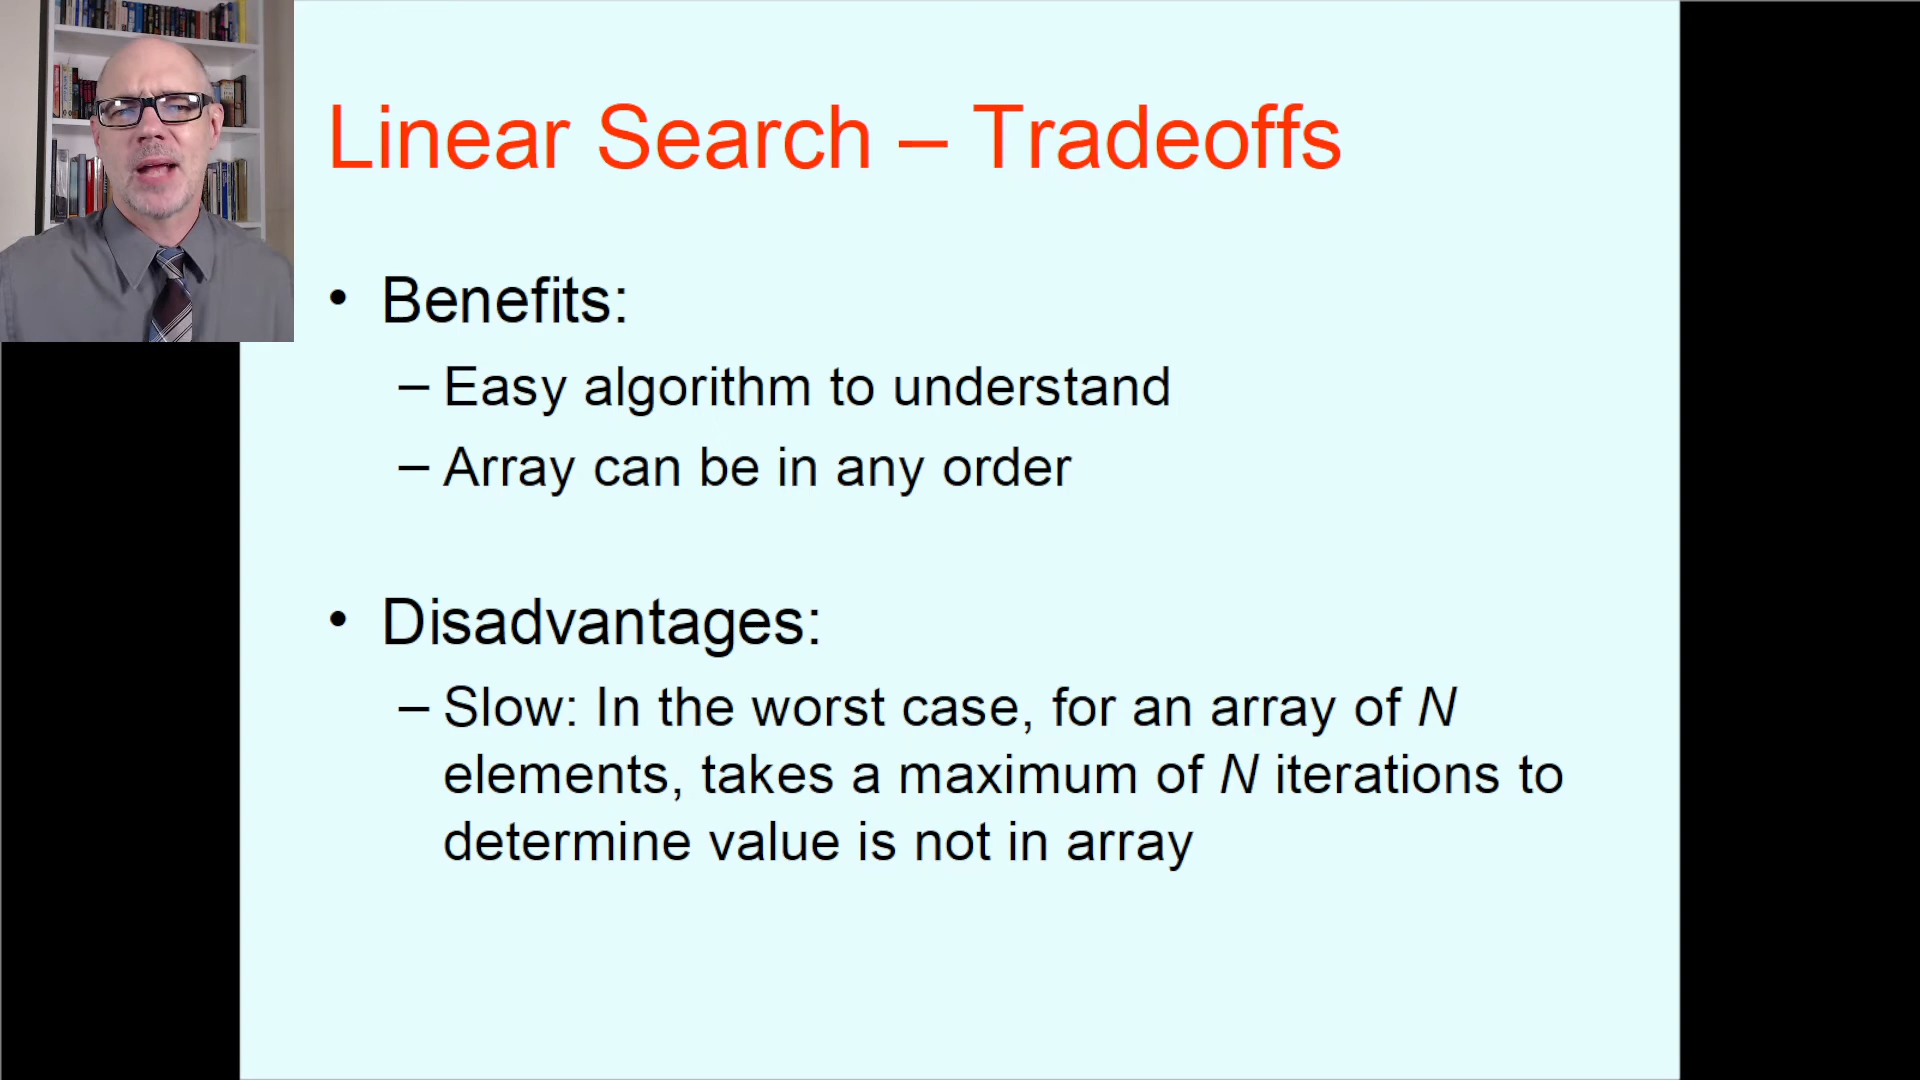 Linear Search – Tradeoffs
• Benefits:
– Easy algorithm to understand
– Array can be in any order
• Disadvantages:
– Slow: In the worst case, for an array of N
elements, takes a maximum of N iterations to
determine value is not in array